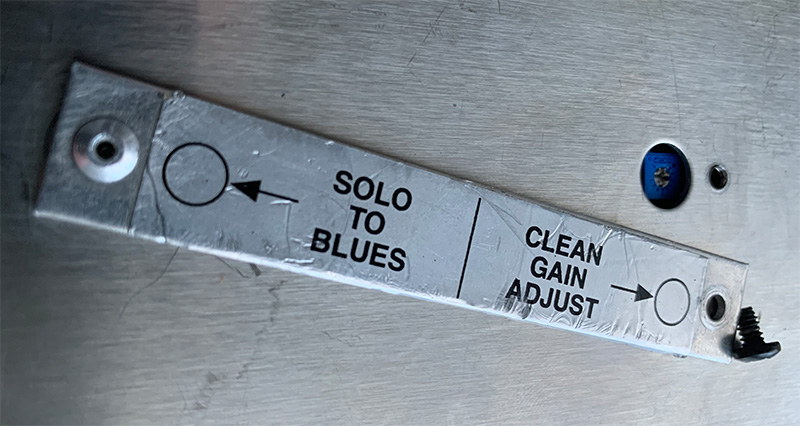 SOLO
TO
BLUES
CLEAN
GAIN
ADJUST